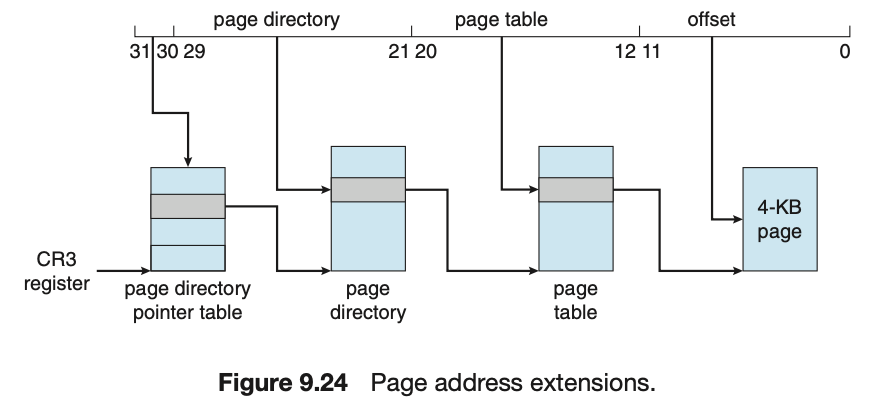 page directory page table offset
31 30 29 21 20 12 11 0
4-KB
page
CR3
register
page directory
pointer table
page
directory
page
table
Figure 9.24 Page address extensions.